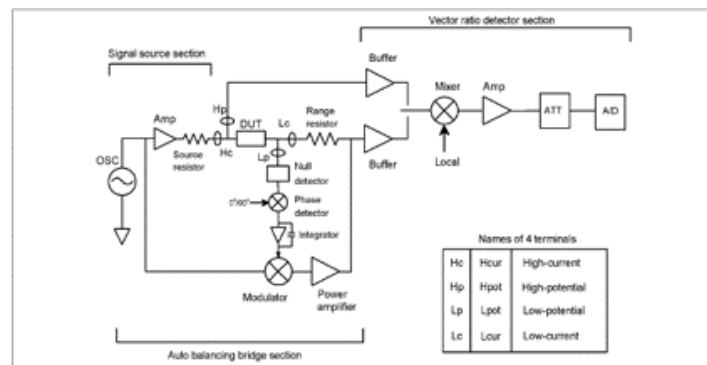 Vector ratio detector section
Signal source section
Buffer
Mixer
Amp
Hp
DUT
Lc
Range
resistor
Amp
ATT
A/D
Source
resistor
Hc
Lp
Buffer
Local
OSC
Null
detector
0°/90°
Phase
detector
Integrator
Modulator
Power
amplifier
Auto balancing bridge section
Names of 4 terminals
Hc Hcur High-current
Hp Hpot High-potential
Lp Lpot Low-potential
Lc Lcur Low-current